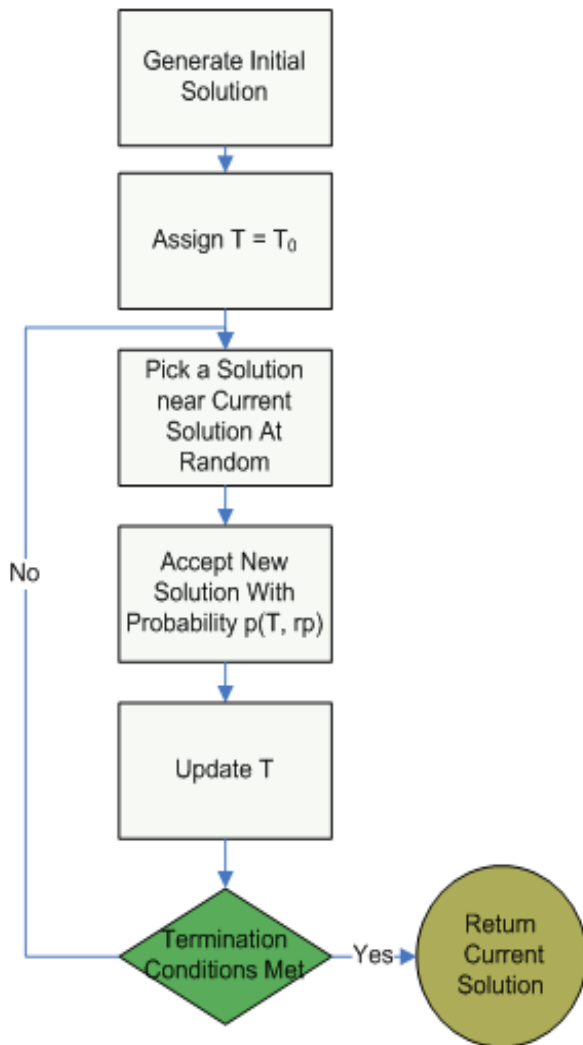 Generate Initial
Solution
Assign T = T₀
Pick a Solution
near Current
Solution At
Random
Accept New
Solution With
Probability p(T, rp)
No
Update T
Termination
Conditions Met
Yes
Return
Current
Solution